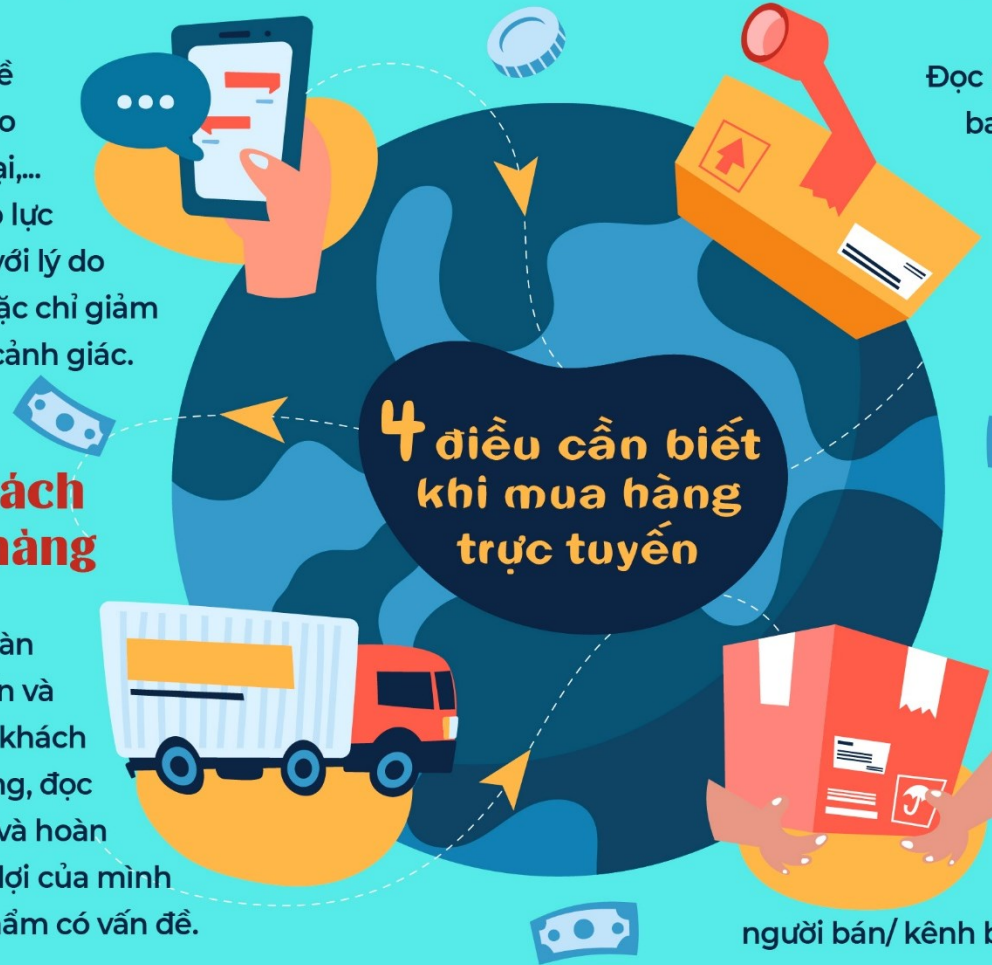 ề
o
ại,...
lực
với lý do
ặc chỉ giảm
cảnh giác.
Đọc
ba
4 điều cần biết
khi mua hàng
trực tuyến
ách
hàng
àn
n và
khách
ng, đọc
và hoàn
lợi của mình
hẩm có vấn đề.
người bán/ kênh b